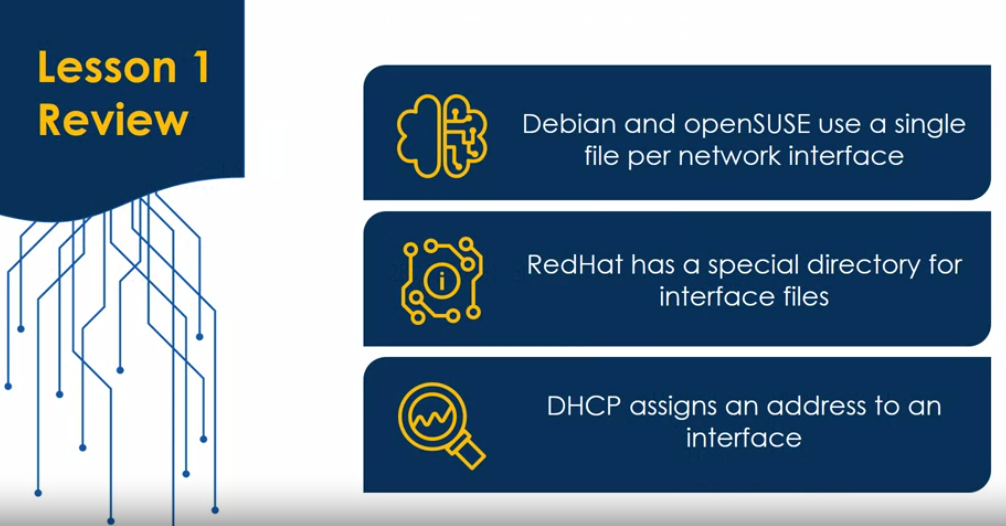 Lesson 1
Review
Debian and openSUSE use a single
file per network interface
RedHat has a special directory for
interface files
DHCP assigns an address to an
interface